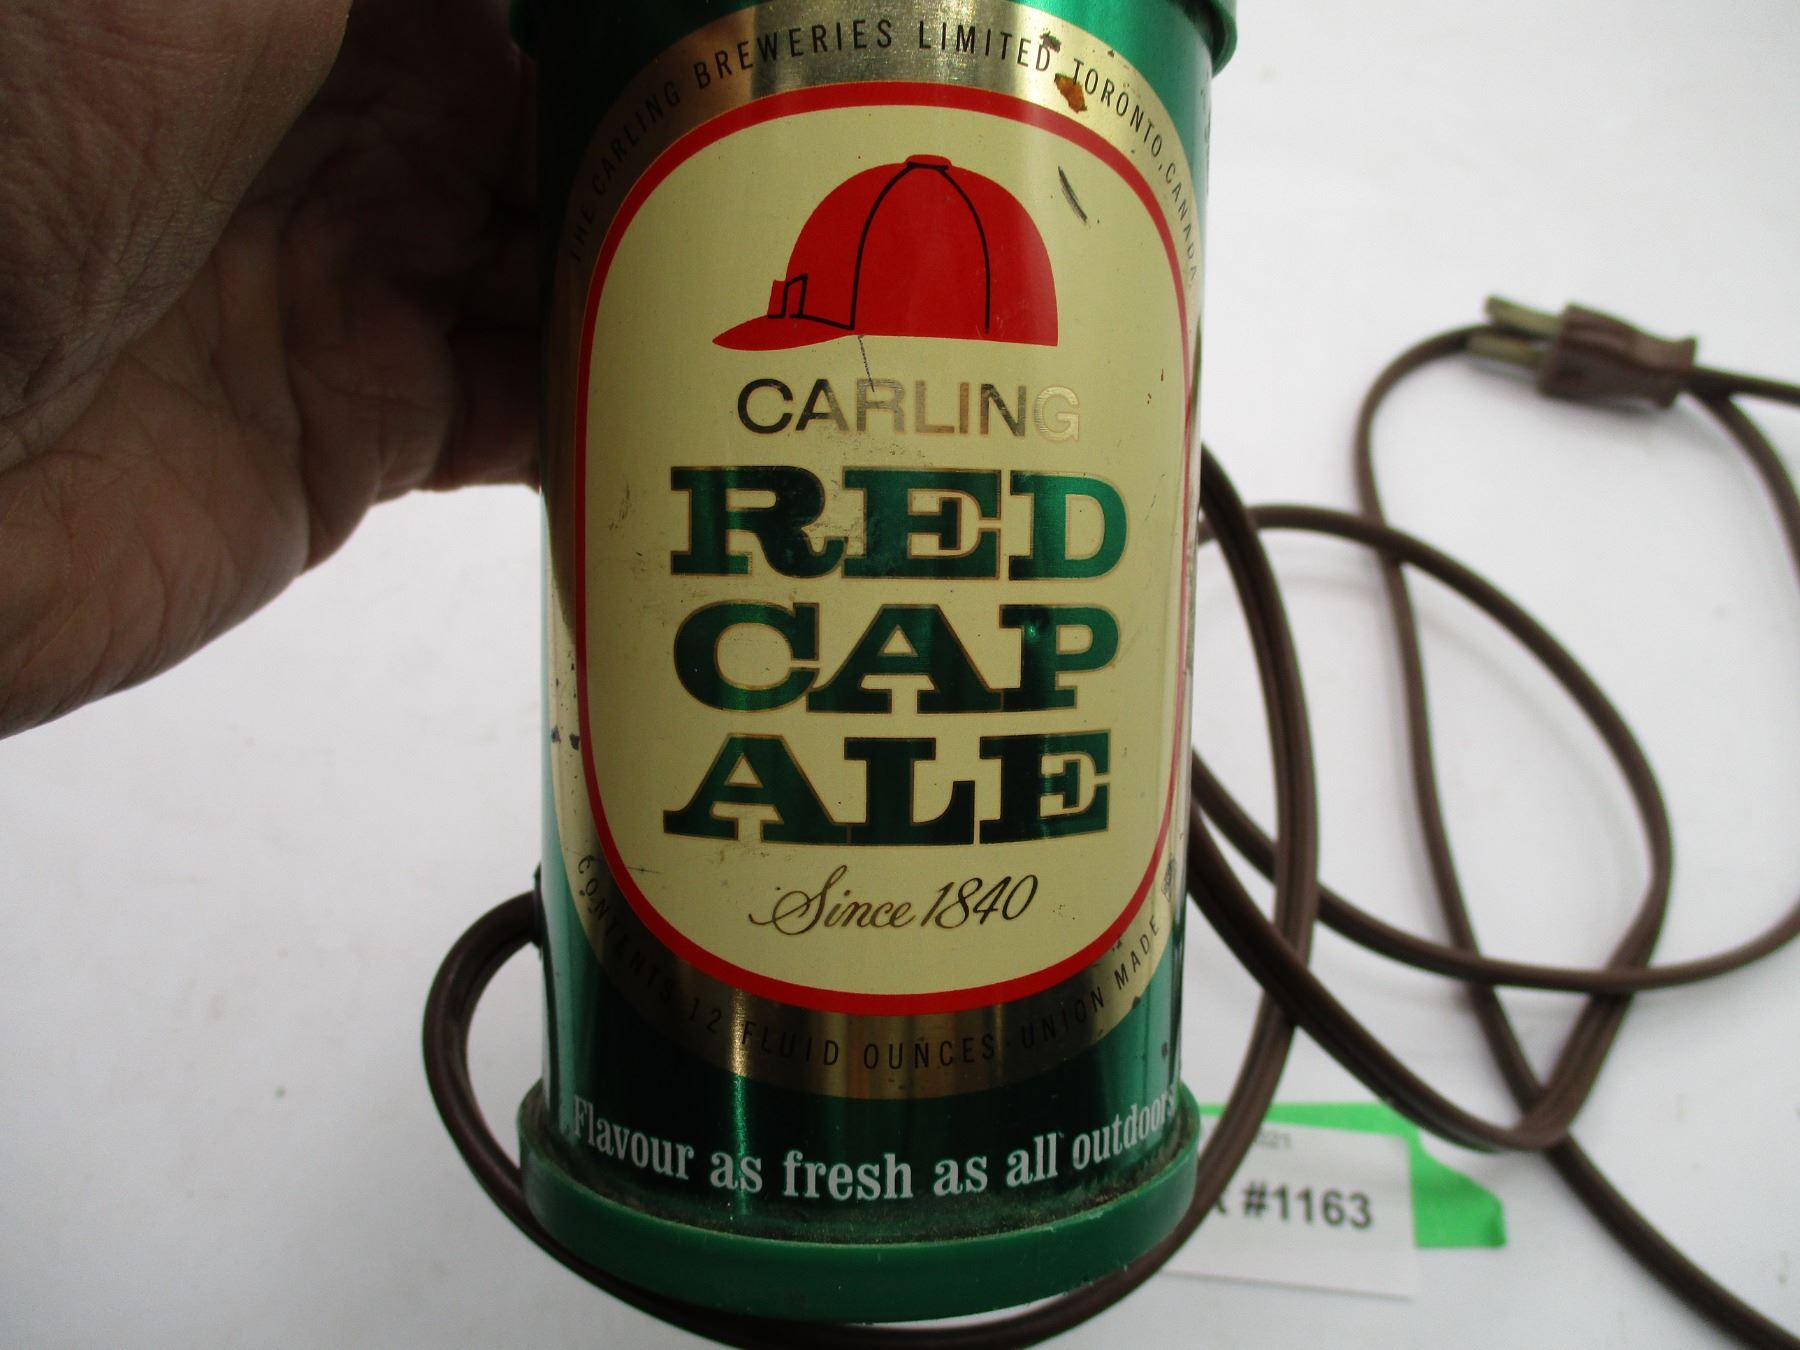 THE CARLING BREWERIES LIMITED TORONTO, CANADA
CARLING
RED
CAP
ALE
Since 1840
CONTENTS 12 FLUID OUNCES · UNION MADE
Flavour as fresh as all outdoors
#1163